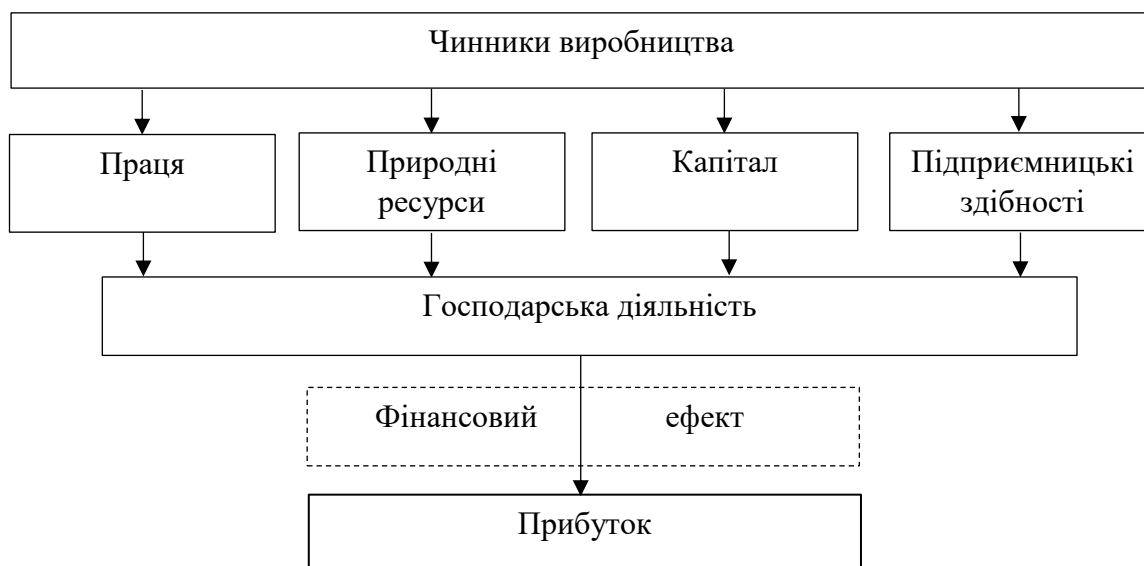 Чинники виробництва
Праця
Природні
ресурси
Капітал
Підприємницькі
здібності
Господарська діяльність
Фінансовий ефект
Прибуток